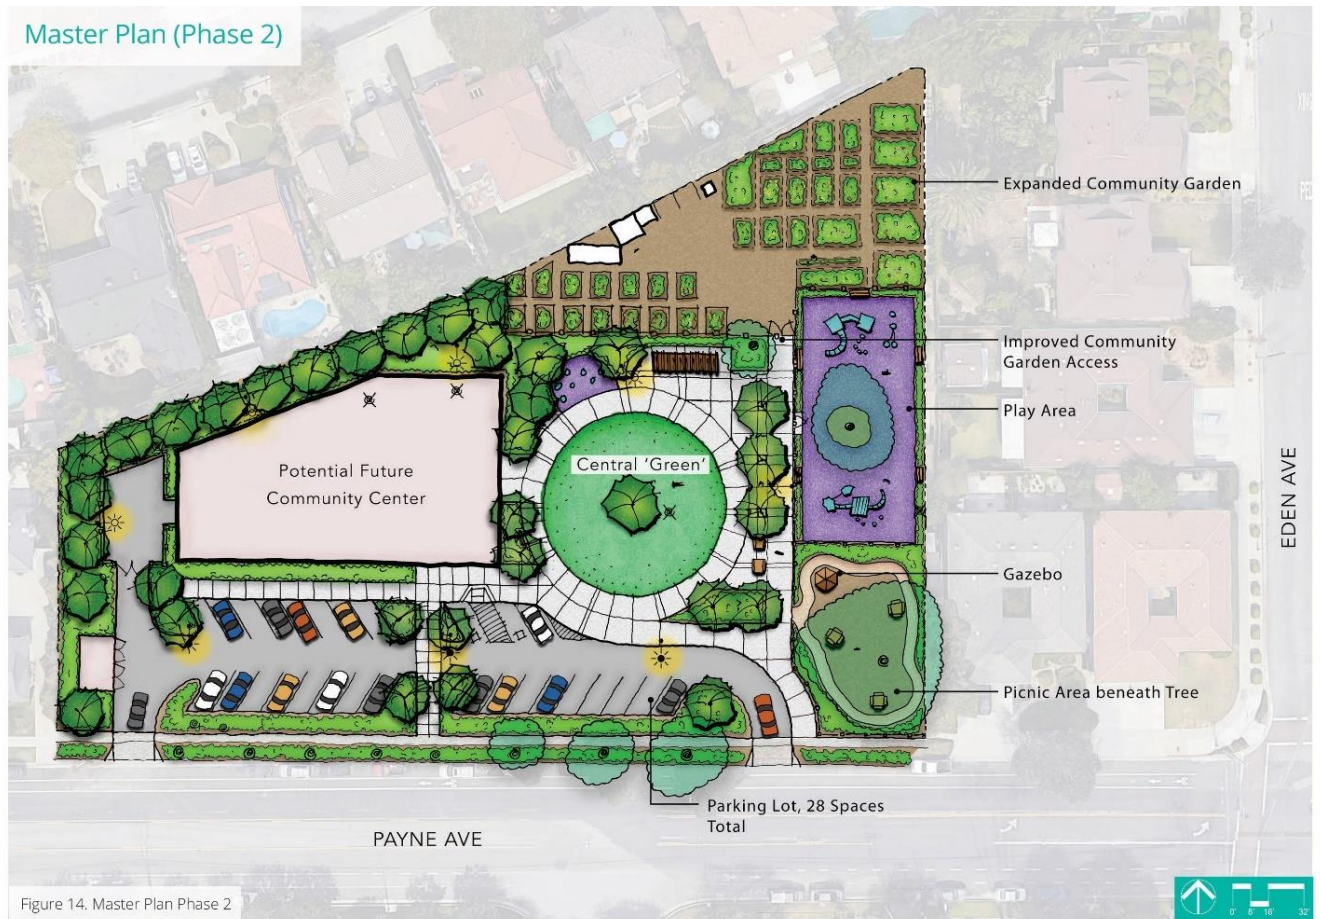 Master Plan (Phase 2)
Expanded Community Garden
Improved Community
Garden Access
Play Area
Central 'Green'
Potential Future
Community Center
EDEN AVE
Gazebo
Picnic Area beneath Tree
Parking Lot, 28 Spaces
Total
PAYNE AVE
Figure 14. Master Plan Phase 2
0' 8' 16' 32'